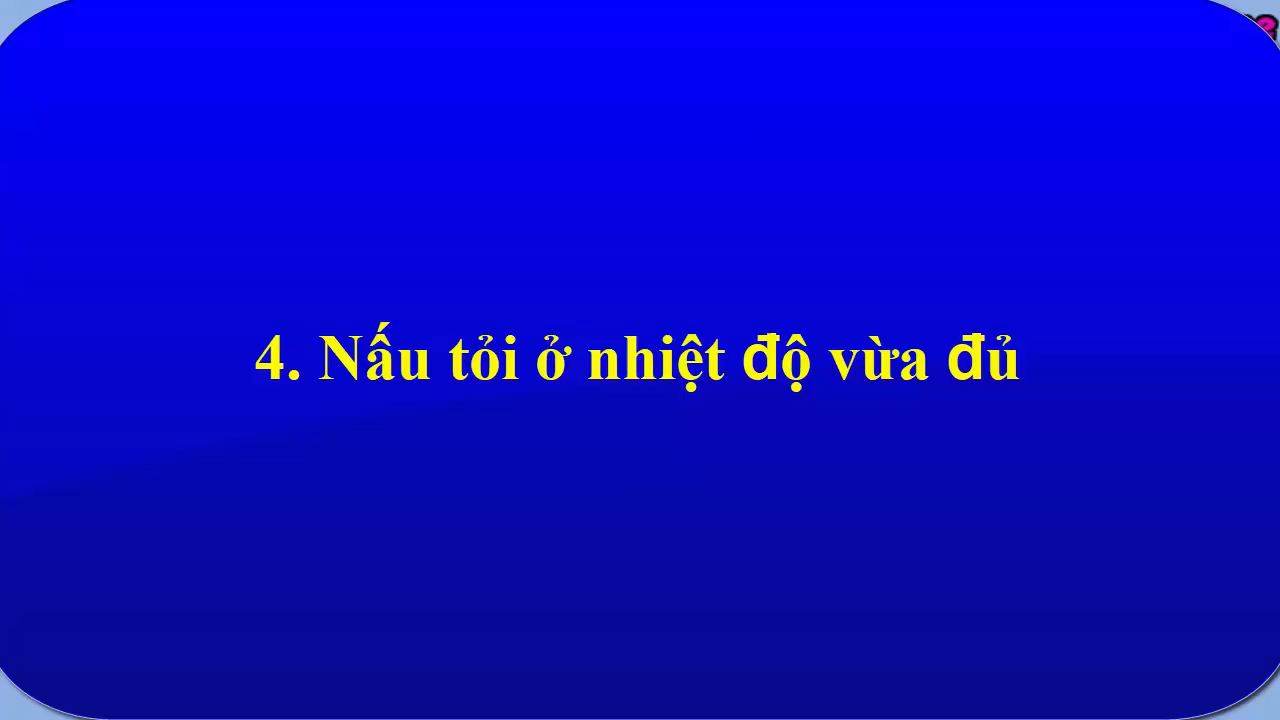 4. Nấu tỏi ở nhiệt độ vừa đủ